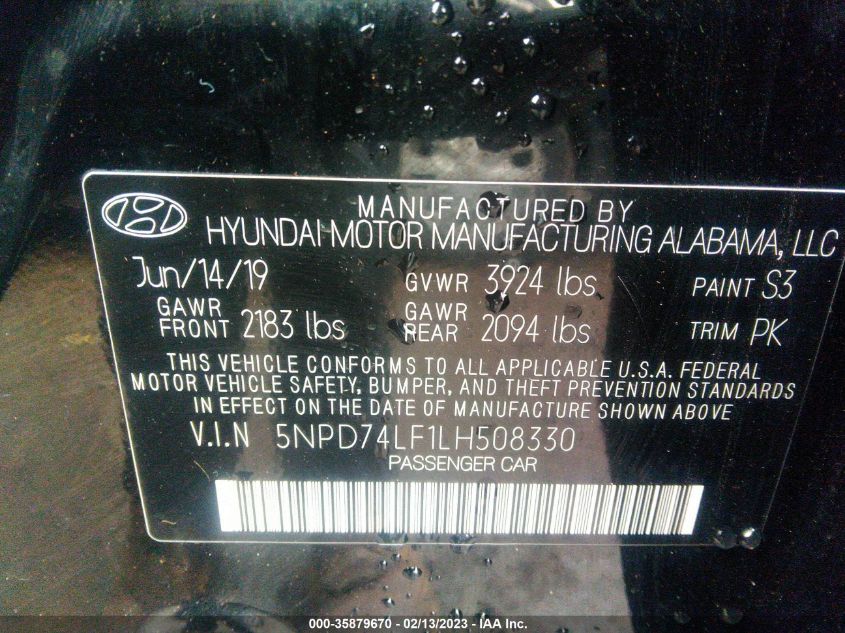 MANUFACTURED BY
HYUNDAI MOTOR MANUFACTURING ALABAMA, LLC
Jun/14/19 GVWR 3924 lbs PAINT S3
GAWR FRONT 2183 lbs GAWR REAR 2094 lbs TRIM PK
THIS VEHICLE CONFORMS TO ALL APPLICABLE U.S.A. FEDERAL
MOTOR VEHICLE SAFETY, BUMPER, AND THEFT PREVENTION STANDARDS
IN EFFECT ON THE DATE OF MANUFACTURE SHOWN ABOVE
V.I.N 5NPD74LF1LH508330
PASSENGER CAR
000-35879670 - 02/13/2023 - IAA Inc.